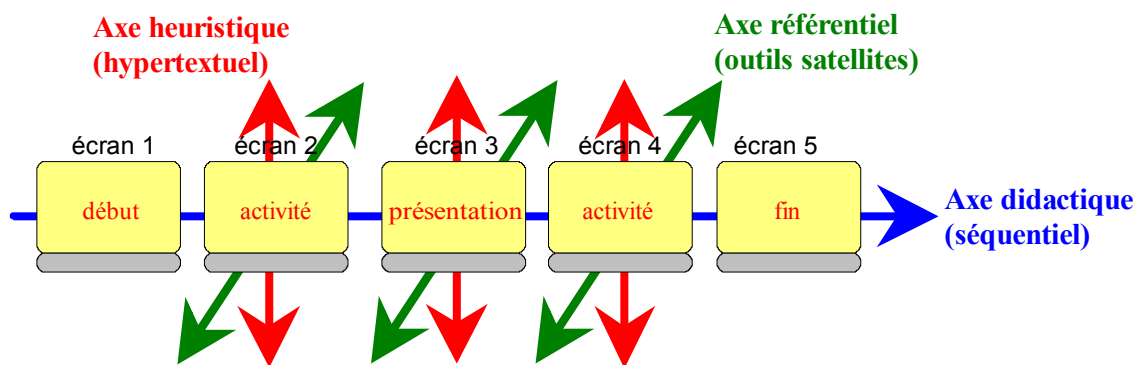 Axe heuristique
(hypertextuel)
Axe référentiel
(outils satellites)
écran 1
écran 2
écran 3
écran 4
écran 5
début
activité
présentation
activité
fin
Axe didactique
(séquentiel)